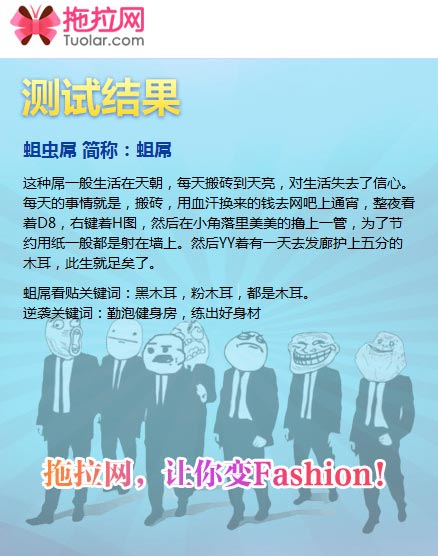 拖拉网
Tuolar.com
测试结果
蛆虫屌 简称：蛆屌
这种屌一般生活在天朝，每天搬砖到天亮，对生活失去了信心。
每天的事情就是，搬砖，用血汗换来的钱去网吧上通宵，整夜看
着D8，右键着H图，然后在小角落里美美的撸上一管，为了节
约用纸一般都是射在墙上。然后YY着有一天去发廊护上五分的
木耳，此生就足矣了。
蛆屌看贴关键词：黑木耳，粉木耳，都是木耳。
逆袭关键词：勤泡健身房，练出好身材
拖拉网，让你变Fashion！